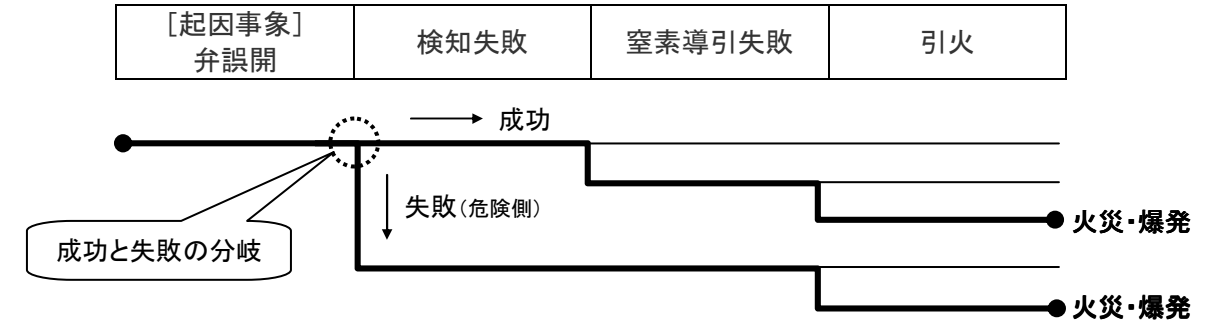 ［起因事象］
弁誤開
検知失敗
窒素導引失敗
引火
成功
失敗（危険側）
成功と失敗の分岐
火災・爆発
火災・爆発